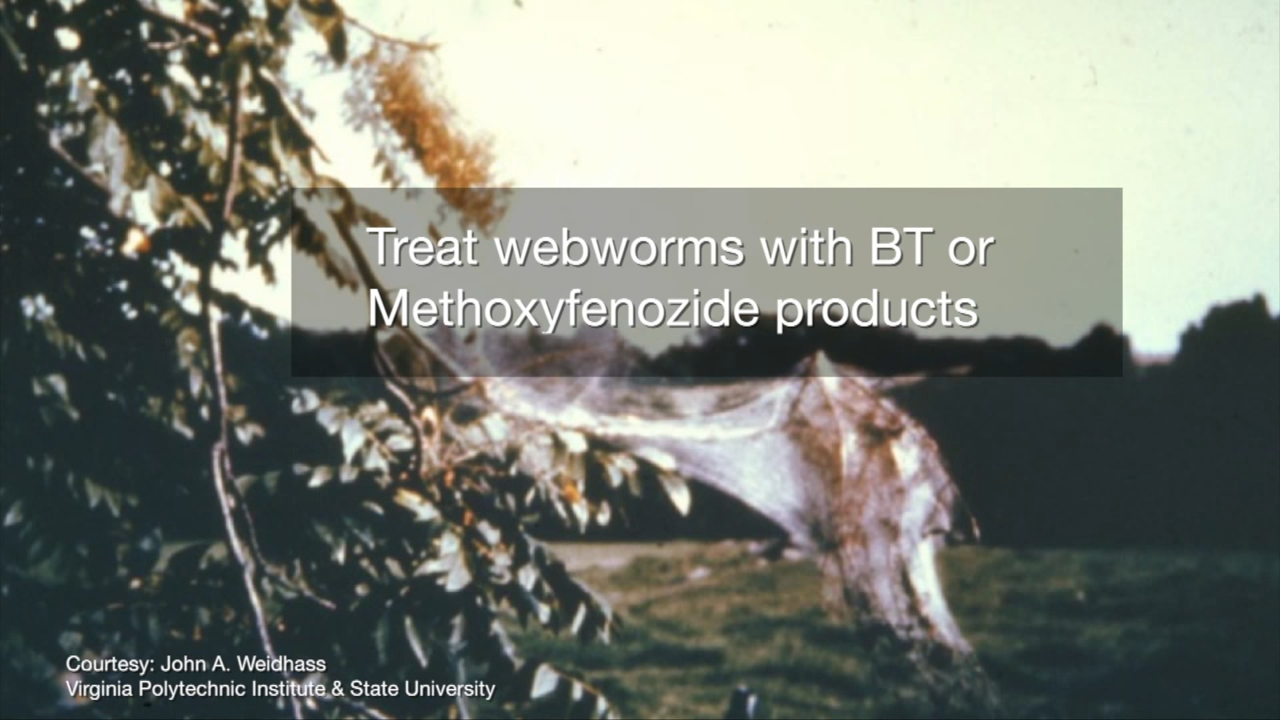 Treat webworms with BT or
Methoxyfenozide products
Courtesy: John A. Weidhass
Virginia Polytechnic Institute & State University